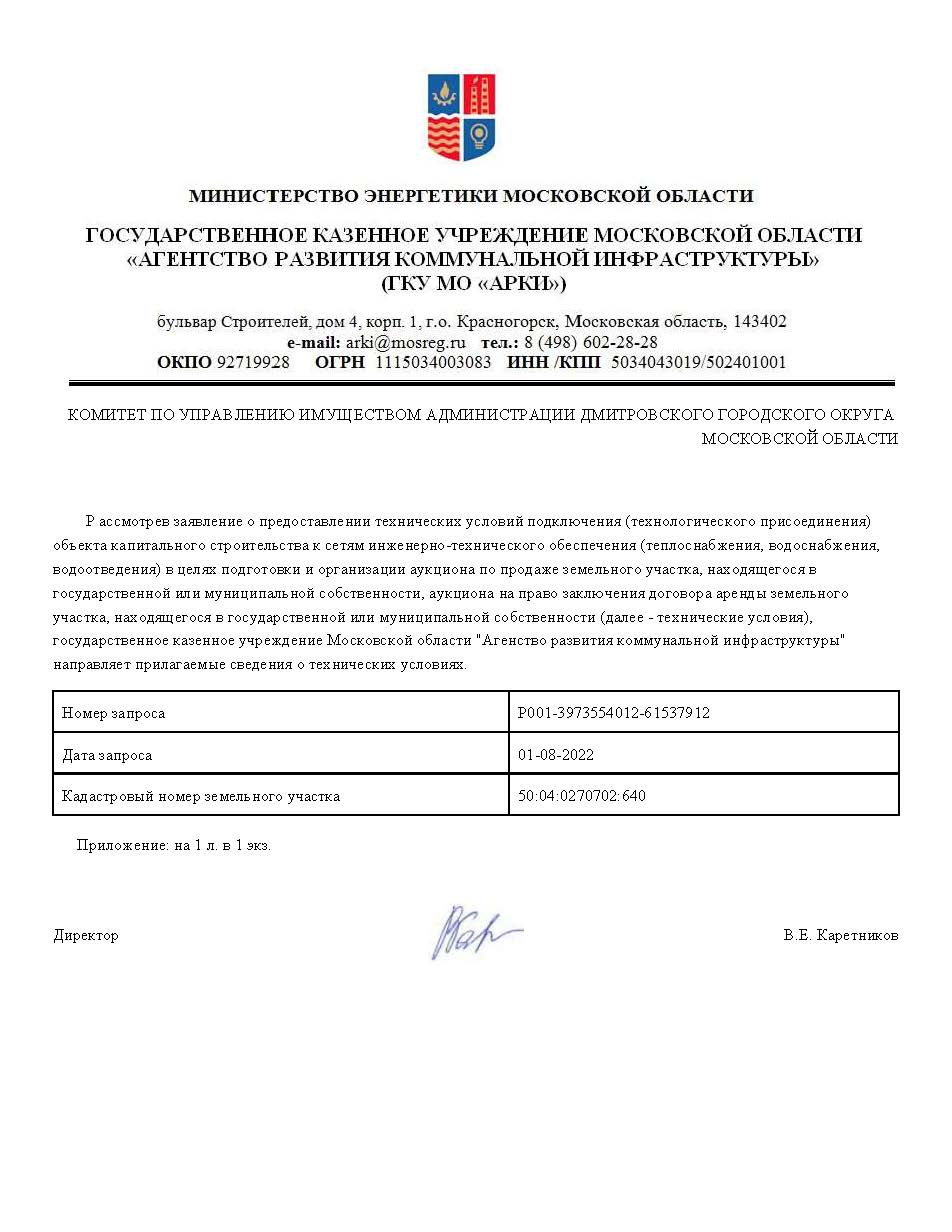 МИНИСТЕРСТВО ЭНЕРГЕТИКИ МОСКОВСКОЙ ОБЛАСТИ
ГОСУДАРСТВЕННОЕ КАЗЕННОЕ УЧРЕЖДЕНИЕ МОСКОВСКОЙ ОБЛАСТИ
«АГЕНТСТВО РАЗВИТИЯ КОММУНАЛЬНОЙ ИНФРАСТРУКТУРЫ»
(ГКУ МО «АРКИ»)
бульвар Строителей, дом 4, корп. 1, г.о. Красногорск, Московская область, 143402
e-mail: arki@mosreg.ru тел.: 8 (498) 602-28-28
ОКПО 92719928 ОГРН 1115034003083 ИНН /КПП 5034043019/502401001
КОМИТЕТ ПО УПРАВЛЕНИЮ ИМУЩЕСТВОМ АДМИНИСТРАЦИИ ДМИТРОВСКОГО ГОРОДСКОГО ОКРУГА
МОСКОВСКОЙ ОБЛАСТИ
Рассмотрев заявление о предоставлении технических условий подключения (технологического присоединения)
объекта капитального строительства к сетям инженерно-технического обеспечения (теплоснабжения, водоснабжения,
водоотведения) в целях подготовки и организации аукциона по продаже земельного участка, находящегося в
государственной или муниципальной собственности, аукциона на право заключения договора аренды земельного
участка, находящегося в государственной или муниципальной собственности (далее - технические условия),
государственное казенное учреждение Московской области "Агенство развития коммунальной инфраструктуры"
направляет прилагаемые сведения о технических условиях.
Номер запроса P001-3973554012-61537912
Дата запроса 01-08-2022
Кадастровый номер земельного участка 50:04:0270702:640
Приложение: на 1 л. в 1 экз.
Директор В.Е. Каретников